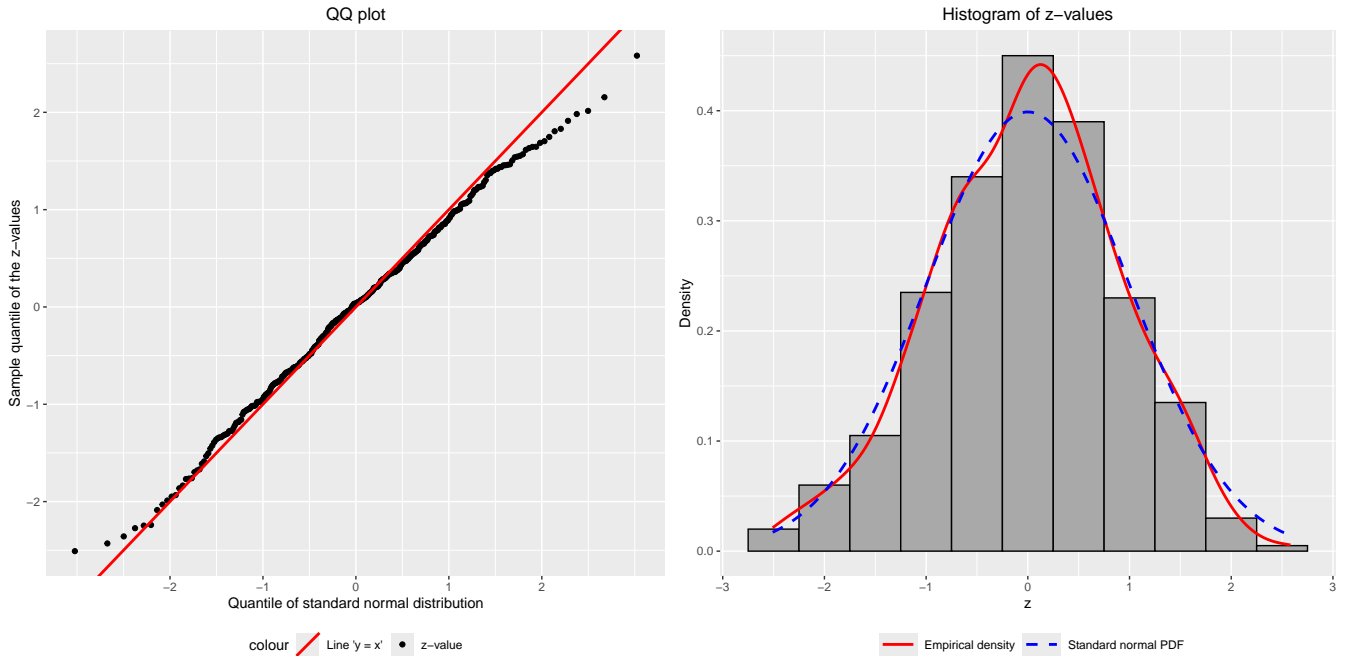 QQ plot
Sample quantile of the z−values
2
1
0
−1
−2
−2
−1
0
1
2
Quantile of standard normal distribution
colour
Line 'y = x'
z−value
Histogram of z−values
Density
0.4
0.3
0.2
0.1
0.0
−3
−2
−1
0
1
2
3
z
Empirical density
Standard normal PDF